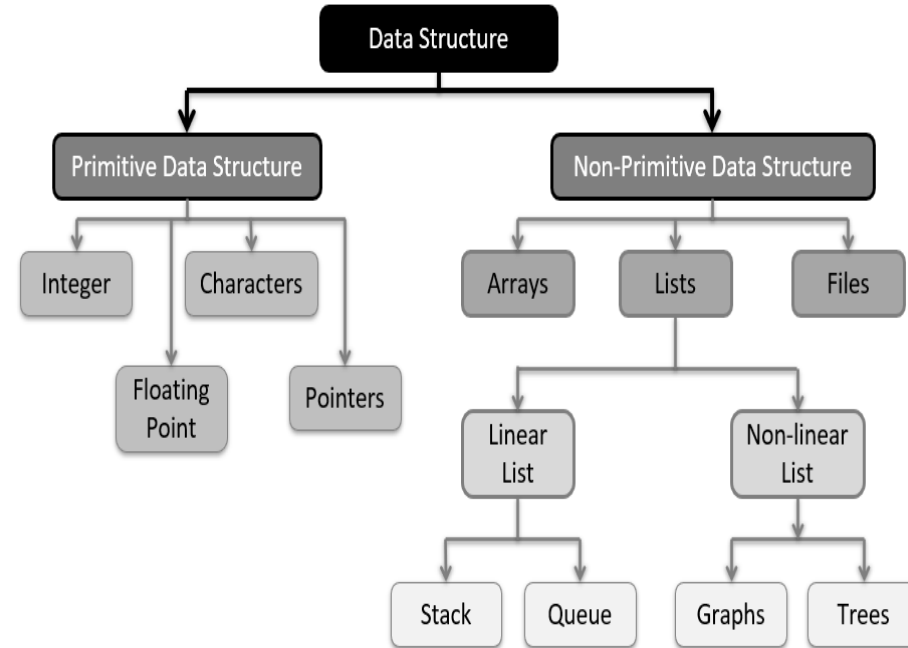 Data Structure
Primitive Data Structure
Non-Primitive Data Structure
Integer
Characters
Arrays
Lists
Files
Floating
Point
Pointers
Linear
List
Non-linear
List
Stack
Queue
Graphs
Trees